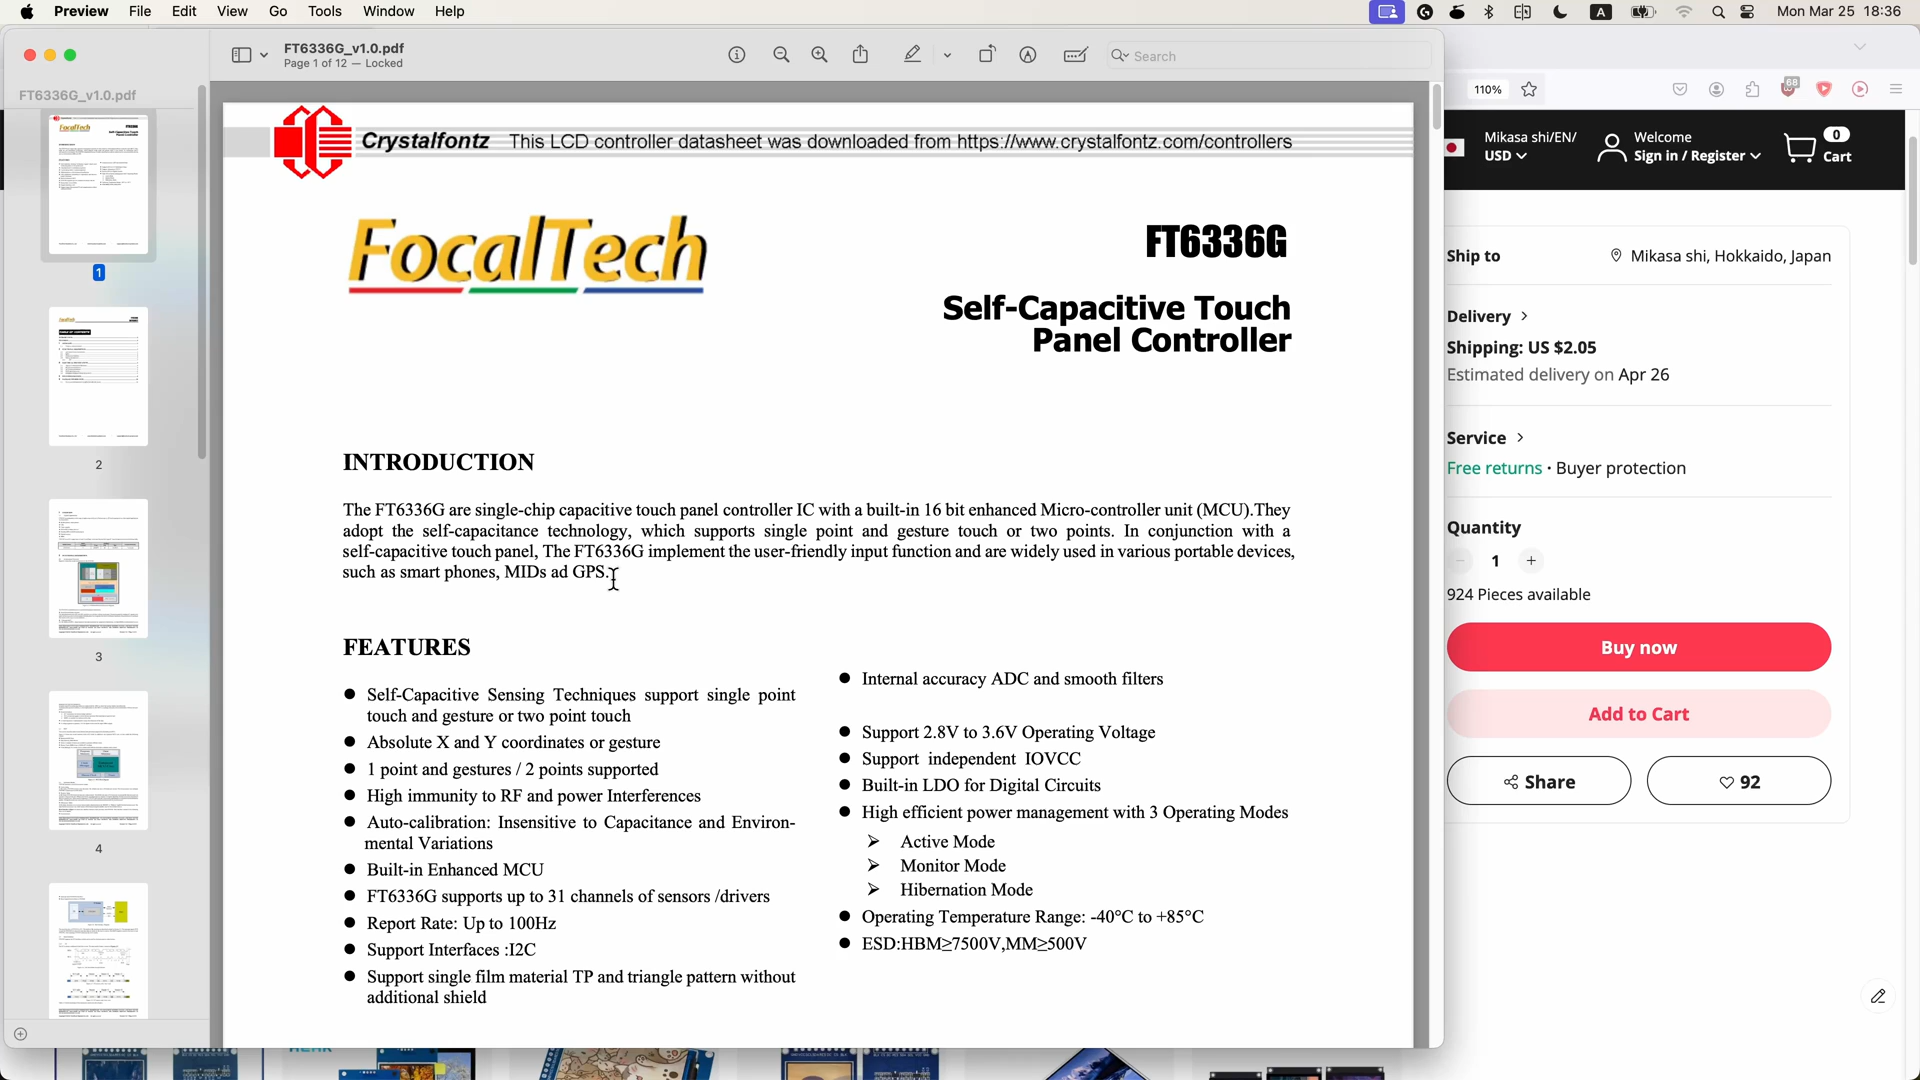 Preview File Edit View Go Tools Window Help
A
Mon Mar 25 18:36
FT6336G_v1.0.pdf
Page 1 of 12 — Locked
Search
FT6336G_v1.0.pdf
1
2
3
4
Crystalfontz This LCD controller datasheet was downloaded from https://www.crystalfontz.com/controllers
FocalTech
FT6336G
Self-Capacitive Touch
Panel Controller
INTRODUCTION
The FT6336G are single-chip capacitive touch panel controller IC with a built-in 16 bit enhanced Micro-controller unit (MCU).They
adopt the self-capacitance technology, which supports single point and gesture touch or two points. In conjunction with a
self-capacitive touch panel, The FT6336G implement the user-friendly input function and are widely used in various portable devices,
such as smart phones, MIDs ad GPS.
FEATURES
● Self-Capacitive Sensing Techniques support single point
touch and gesture or two point touch
● Absolute X and Y coordinates or gesture
● 1 point and gestures / 2 points supported
● High immunity to RF and power Interferences
● Auto-calibration: Insensitive to Capacitance and Environ-
mental Variations
● Built-in Enhanced MCU
● FT6336G supports up to 31 channels of sensors /drivers
● Report Rate: Up to 100Hz
● Support Interfaces :I2C
● Support single film material TP and triangle pattern without
additional shield
● Internal accuracy ADC and smooth filters
● Support 2.8V to 3.6V Operating Voltage
● Support independent IOVCC
● Built-in LDO for Digital Circuits
● High efficient power management with 3 Operating Modes
➢ Active Mode
➢ Monitor Mode
➢ Hibernation Mode
● Operating Temperature Range: -40°C to +85°C
● ESD:HBM≥7500V,MM≥500V
110%
68
Mikasa shi/EN/
USD
Welcome
Sign in / Register
0
Cart
Ship to
Mikasa shi, Hokkaido, Japan
Delivery >
Shipping: US $2.05
Estimated delivery on Apr 26
Service >
Free returns · Buyer protection
Quantity
− 1 +
924 Pieces available
Buy now
Add to Cart
Share
92